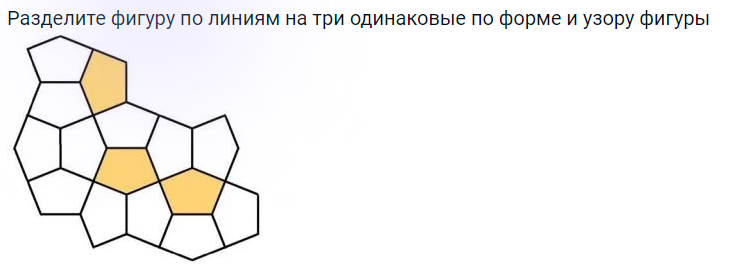 Разделите фигуру по линиям на три одинаковые по форме и узору фигуры